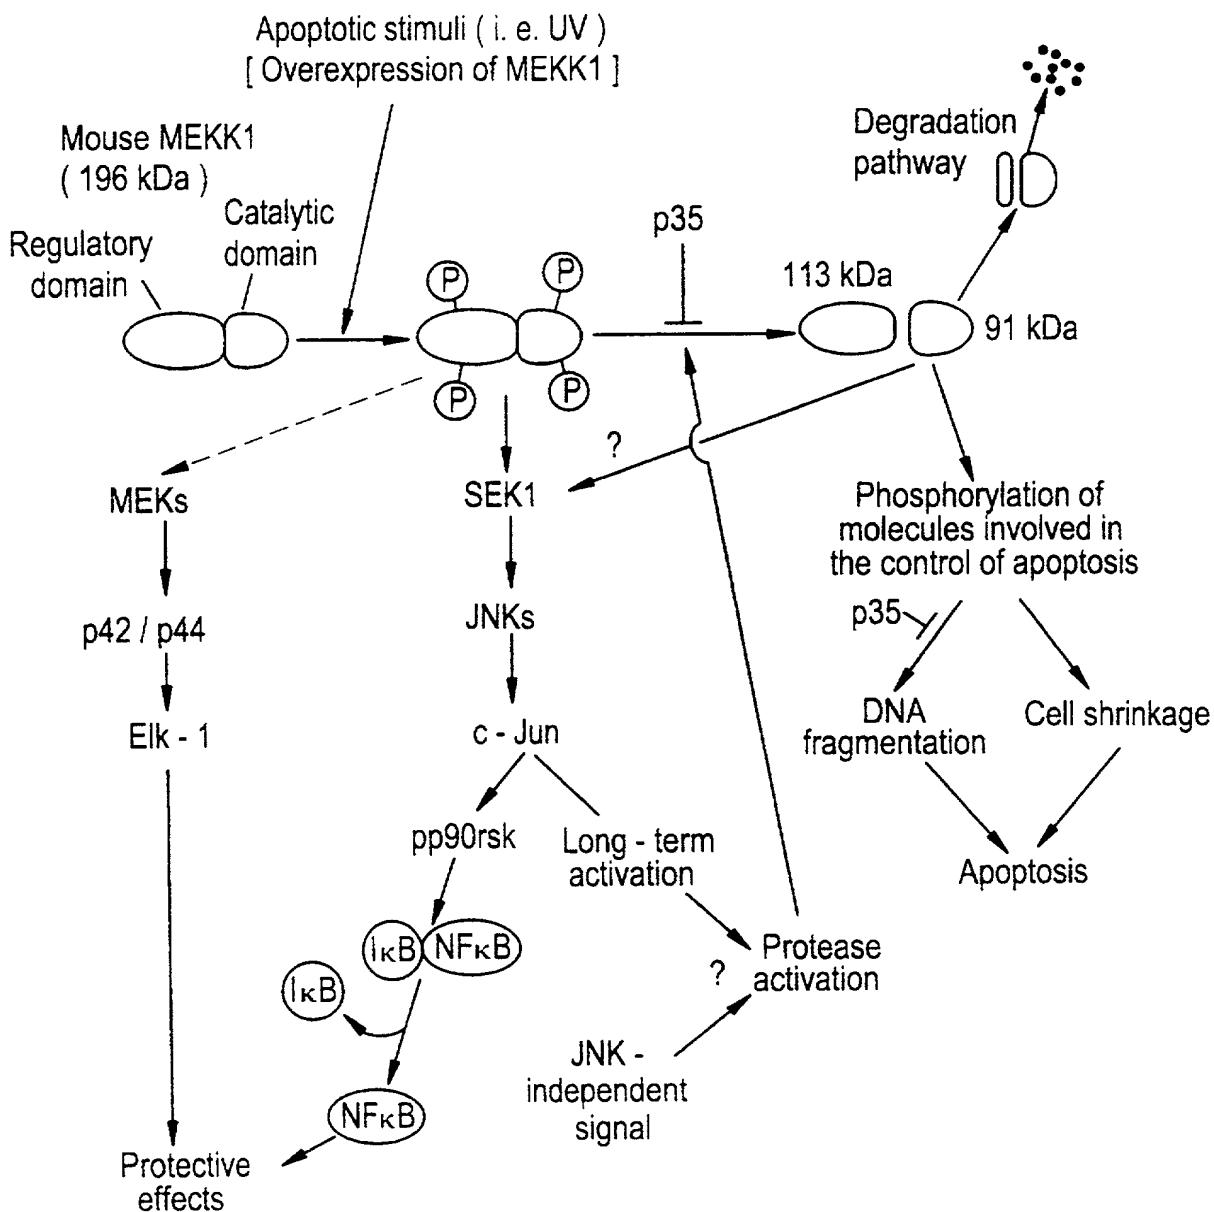 Apoptotic stimuli ( i. e. UV )
[ Overexpression of MEKK1 ]
Mouse MEKK1
( 196 kDa )
Catalytic
domain
Regulatory
domain
Degradation
pathway
p35
113 kDa
91 kDa
P
P
P
P
?
MEKs
SEK1
Phosphorylation of
molecules involved in
the control of apoptosis
p42 / p44
JNKs
p35
Elk - 1
c - Jun
DNA
fragmentation
Cell shrinkage
pp90rsk
Long - term
activation
Apoptosis
IκB
NFκB
IκB
Protease
activation
?
JNK -
independent
signal
NFκB
Protective
effects